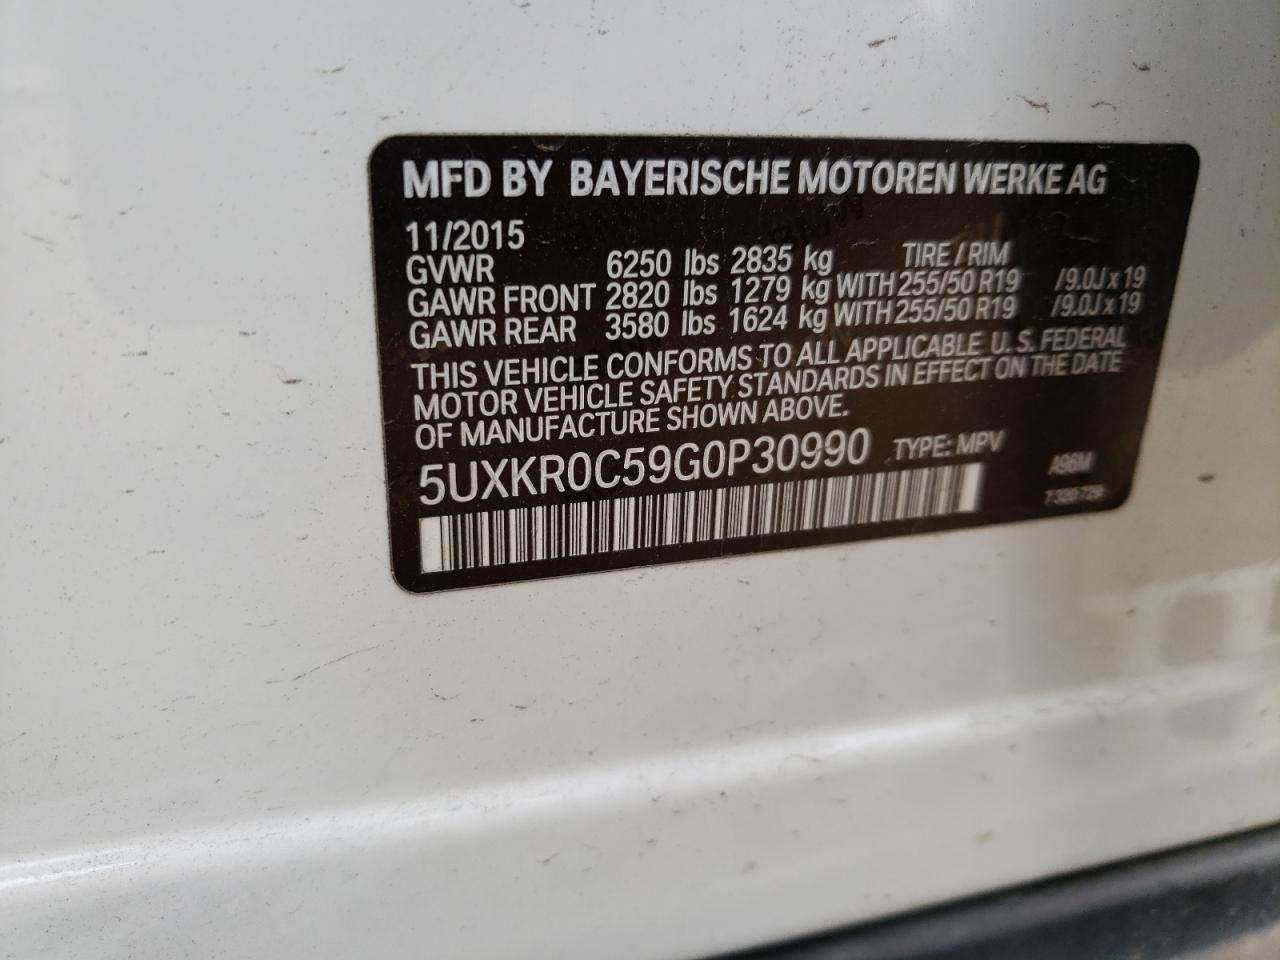 MFD BY BAYERISCHE MOTOREN WERKE AG
11/2015
GVWR 6250 lbs 2835 kg TIRE / RIM
GAWR FRONT 2820 lbs 1279 kg WITH 255/50 R19 /9.0J x 19
GAWR REAR 3580 lbs 1624 kg WITH 255/50 R19 /9.0J x 19
THIS VEHICLE CONFORMS TO ALL APPLICABLE U.S. FEDERAL
MOTOR VEHICLE SAFETY STANDARDS IN EFFECT ON THE DATE
OF MANUFACTURE SHOWN ABOVE.
5UXKR0C59G0P30990 TYPE: MPV
A96M